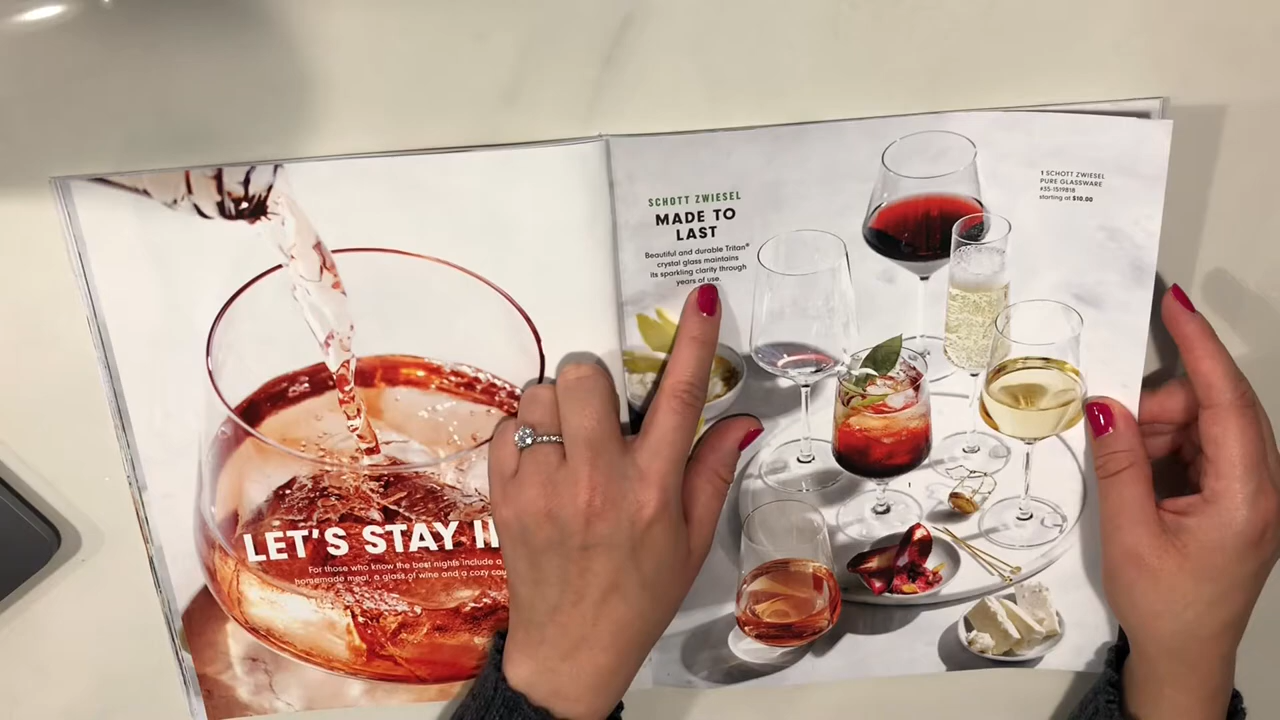 LET'S STAY
For those who know the best nights include a
homemade meal, a glass of wine and a cozy
SCHOTT ZWIESEL
MADE TO
LAST
Beautiful and durable Tritan®
crystal glass maintains
its sparkling clarity through
years of use.
1 SCHOTT ZWIESEL
PURE GLASSWARE
#35-1519818
starting at $10.00